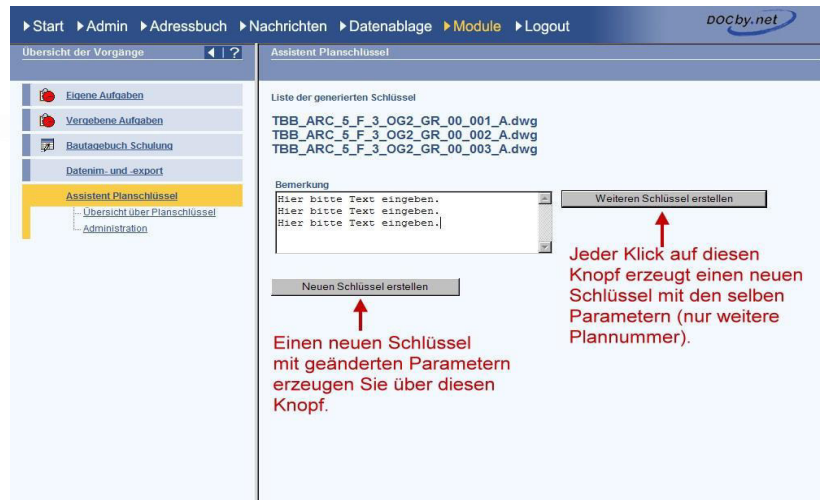 Start Admin Adressbuch Nachrichten Datenablage Module Logout
DOCby.net
Übersicht der Vorgänge ?
Eigene Aufgaben
Vergebene Aufgaben
Bautagebuch Schulung
Datenim- und -export
Assistent Planschlüssel
Übersicht über Planschlüssel
Administration
Assistent Planschlüssel
Liste der generierten Schlüssel
TBB_ARC_5_F_3_OG2_GR_00_001_A.dwg
TBB_ARC_5_F_3_OG2_GR_00_002_A.dwg
TBB_ARC_5_F_3_OG2_GR_00_003_A.dwg
Bemerkung
Hier bitte Text eingeben.
Hier bitte Text eingeben.
Hier bitte Text eingeben.
Weiteren Schlüssel erstellen
Jeder Klick auf diesen
Knopf erzeugt einen neuen
Schlüssel mit den selben
Parametern (nur weitere
Plannummer).
Neuen Schlüssel erstellen
Einen neuen Schlüssel
mit geänderten Parametern
erzeugen Sie über diesen
Knopf.